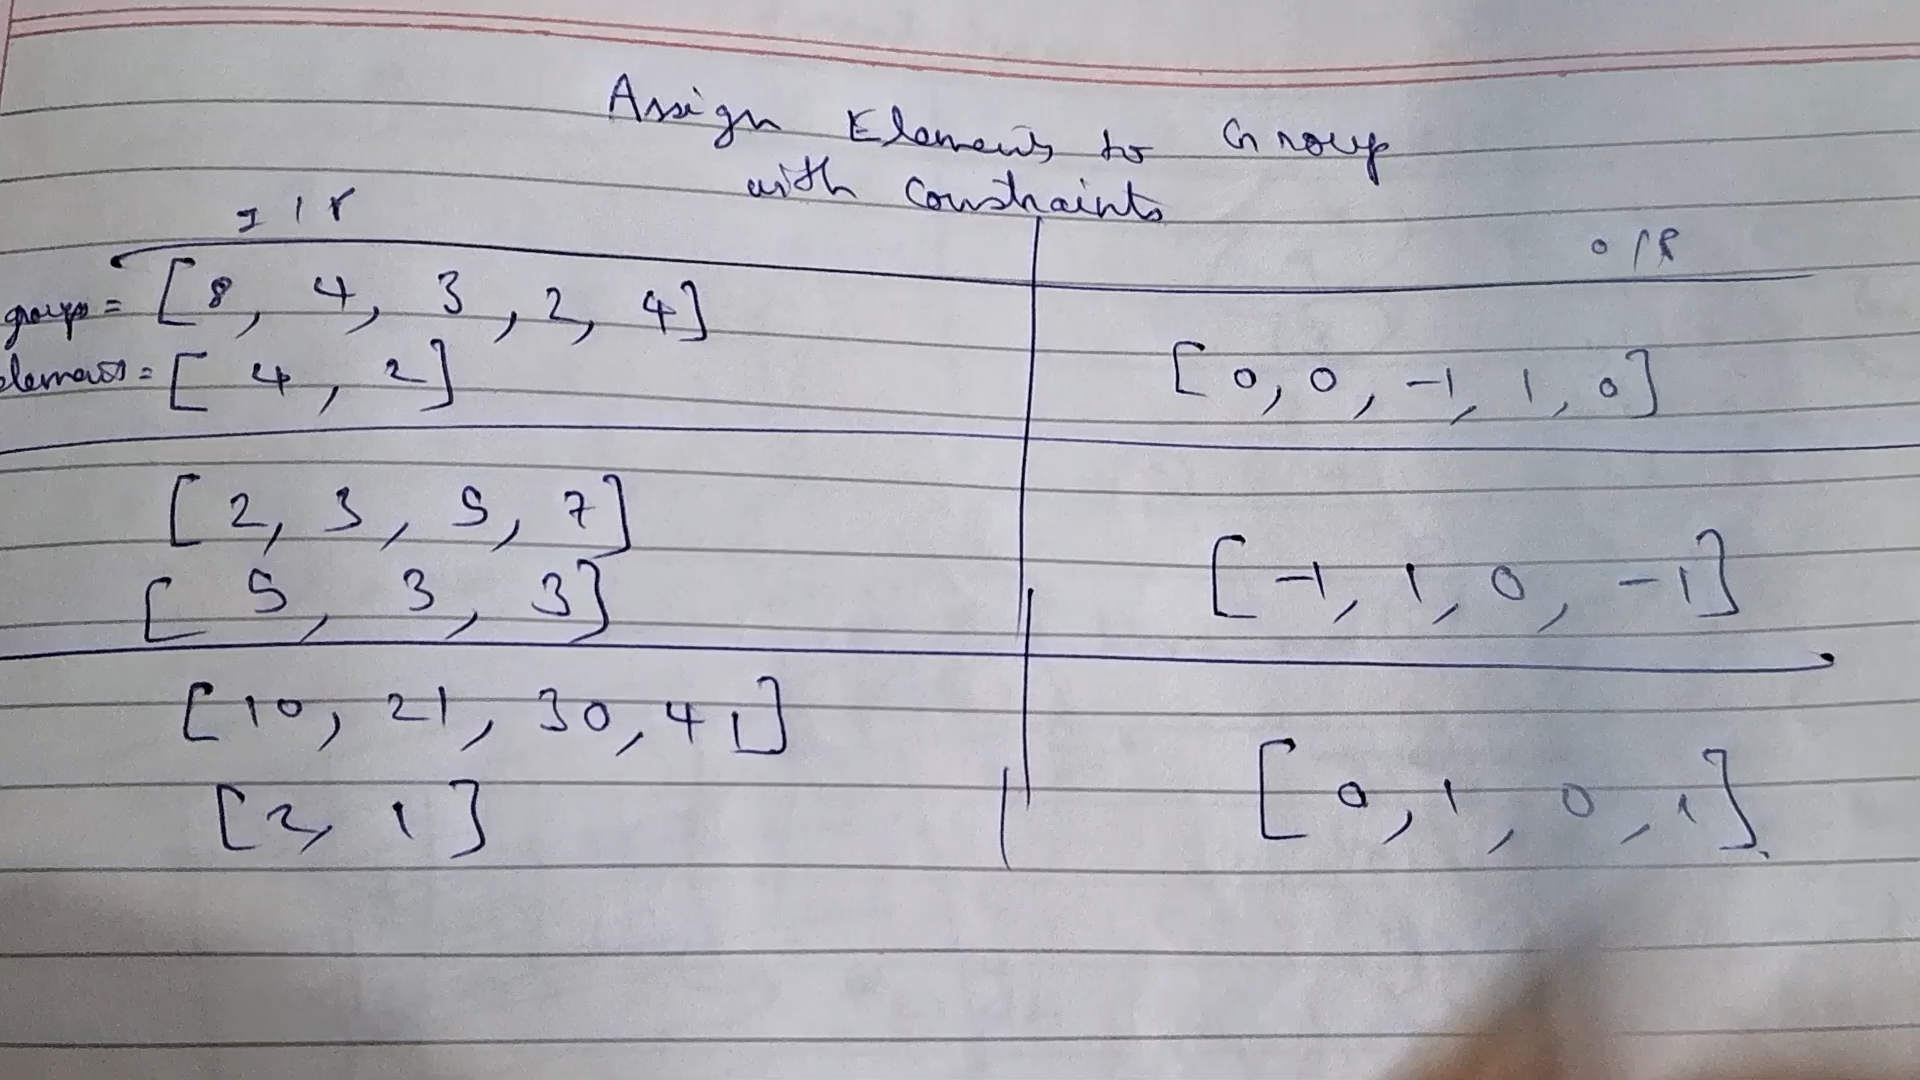 Assign Elements to Group
with Constraints
I/P
O/P
groups = [8, 4, 3, 2, 4]
elements = [4, 2]
[0, 0, -1, 1, 0]
[2, 3, 5, 7]
[5, 3, 3]
[-1, 1, 0, -1]
[10, 21, 30, 41]
[2, 1]
[0, 1, 0, 1]